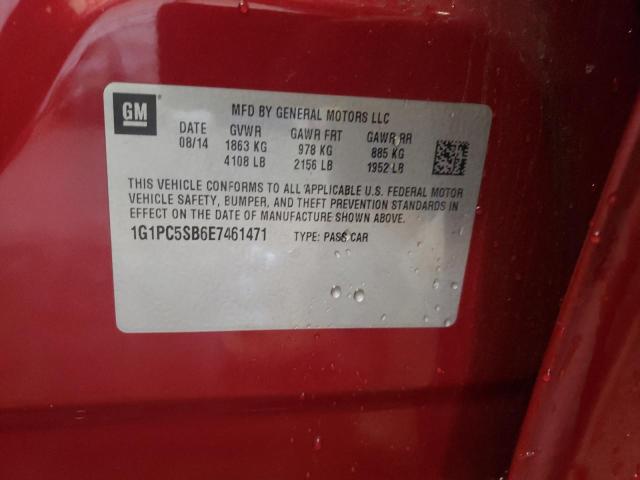 GM
MFD BY GENERAL MOTORS LLC
DATE GVWR GAWR FRT GAWR RR
08/14 1863 KG 978 KG 885 KG
4108 LB 2156 LB 1952 LB
THIS VEHICLE CONFORMS TO ALL APPLICABLE U.S. FEDERAL MOTOR
VEHICLE SAFETY, BUMPER, AND THEFT PREVENTION STANDARDS IN
EFFECT ON THE DATE OF MANUFACTURE SHOWN ABOVE.
1G1PC5SB6E7461471 TYPE: PASS CAR